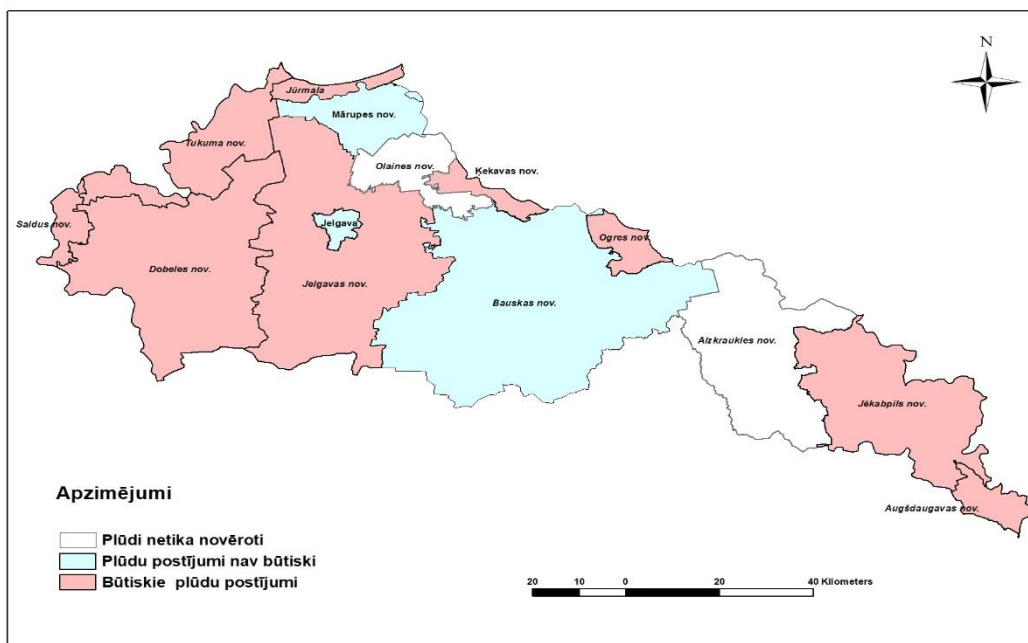 N
Jūrmala
Mārupes nov.
Tukuma nov.
Olaines nov.
Ķekavas nov.
Saldus nov.
Jelgava
Ogres nov.
Dobeles nov.
Jelgavas nov.
Bauskas nov.
Aizkraukles nov.
Jēkabpils nov.
Augšdaugavas nov.
Apzīmējumi
Plūdi netika novēroti
Plūdu postījumi nav būtiski
Būtiskie plūdu postījumi
20 10 0 20 40 Kilometers